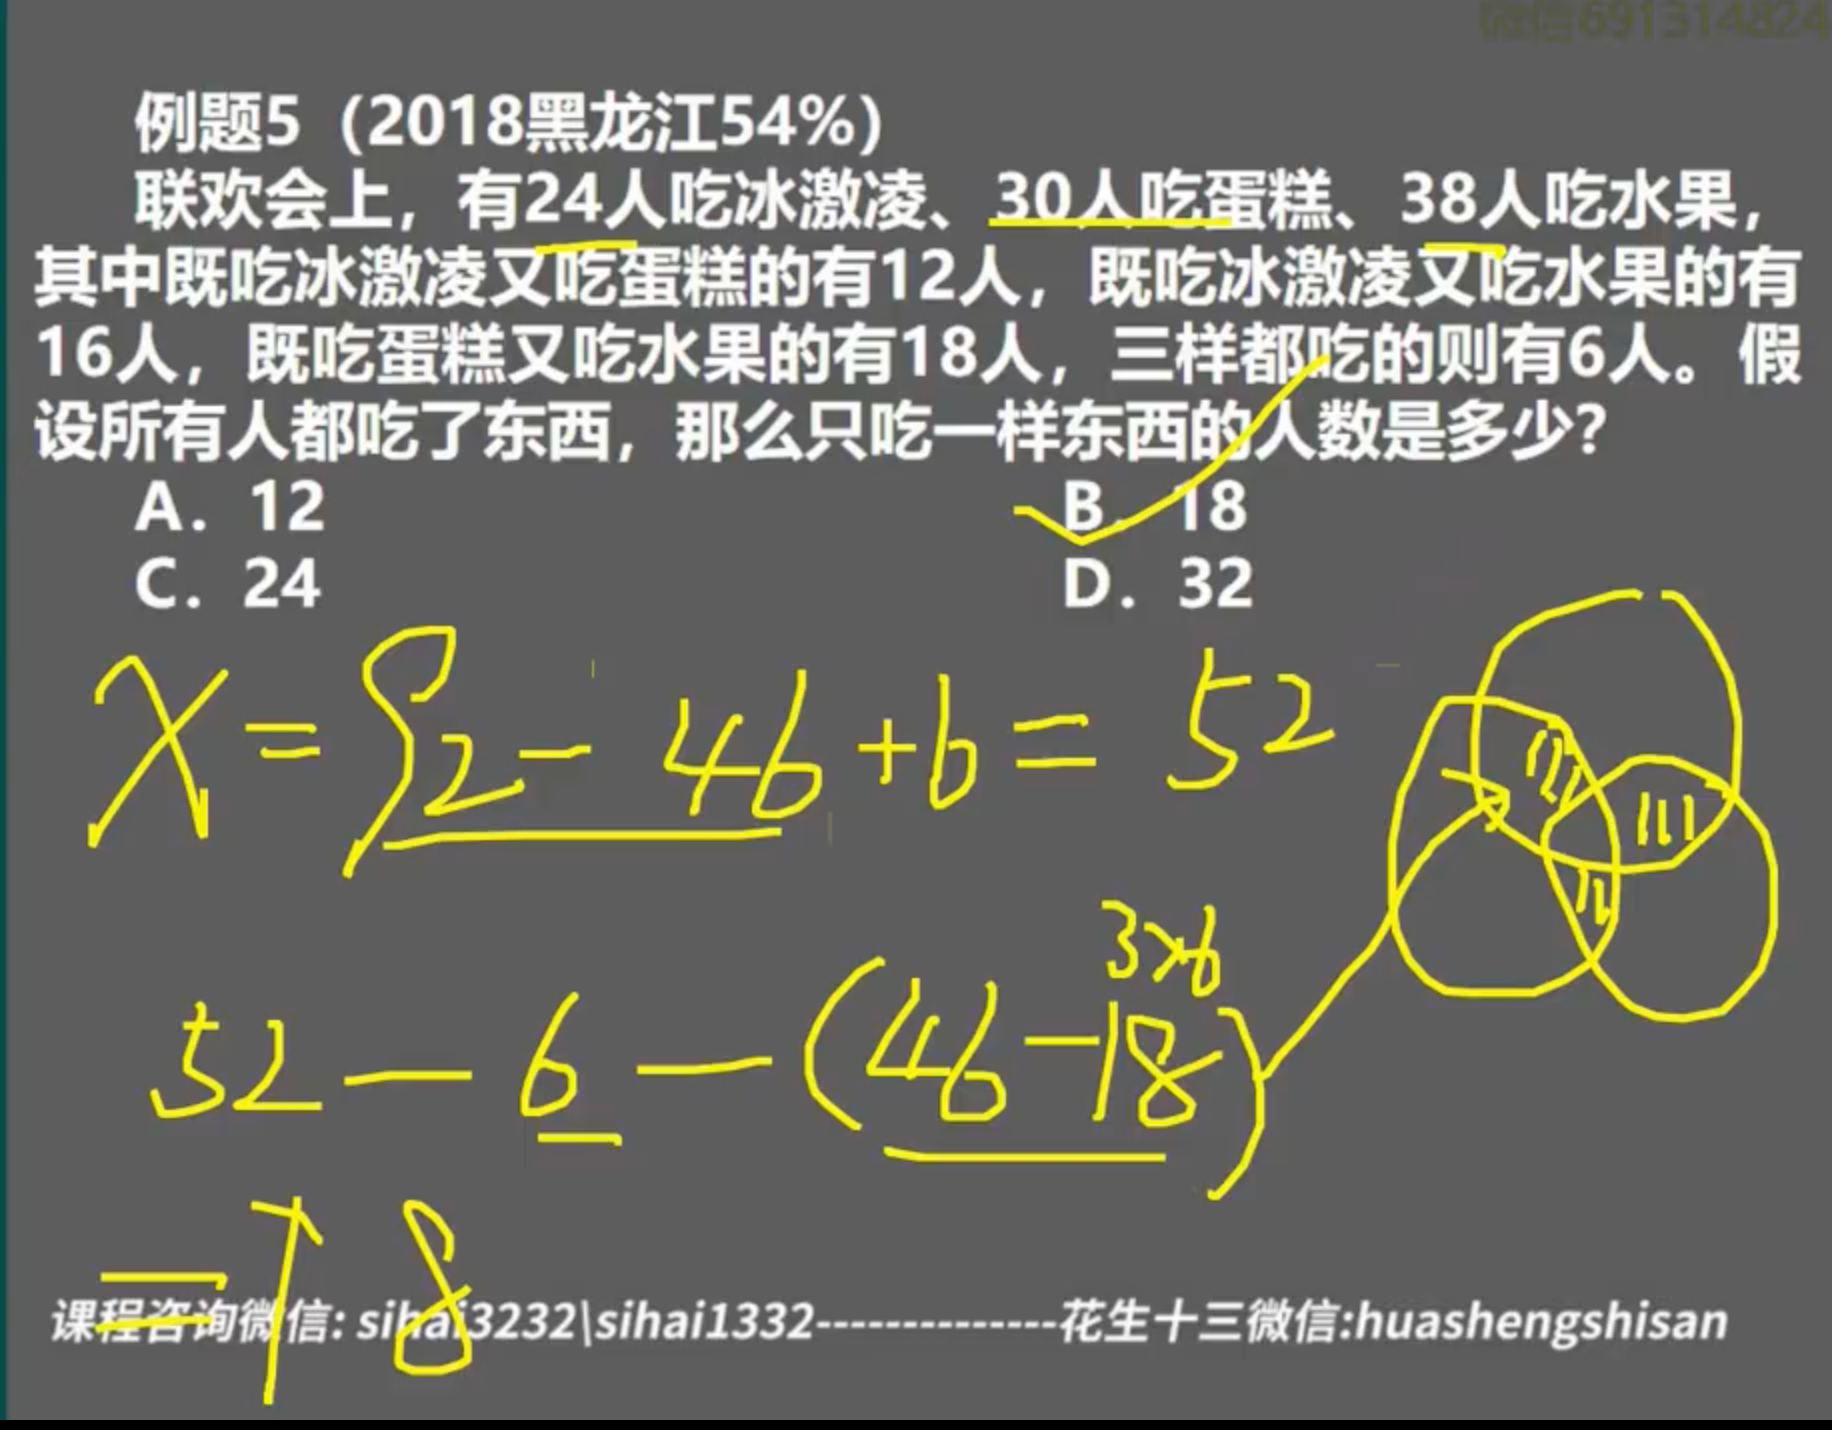 微信691314824
例题5（2018黑龙江54%）
联欢会上，有24人吃冰激凌、30人吃蛋糕、38人吃水果，
其中既吃冰激凌又吃蛋糕的有12人，既吃冰激凌又吃水果的有
16人，既吃蛋糕又吃水果的有18人，三样都吃的则有6人。假
设所有人都吃了东西，那么只吃一样东西的人数是多少？
A. 12 B. 18
C. 24 D. 32
X=92-46+6=52
3×6
52-6-(46-18)
=18
课程咨询微信: sihai3232\sihai1332--------------花生十三微信:huashengshisan